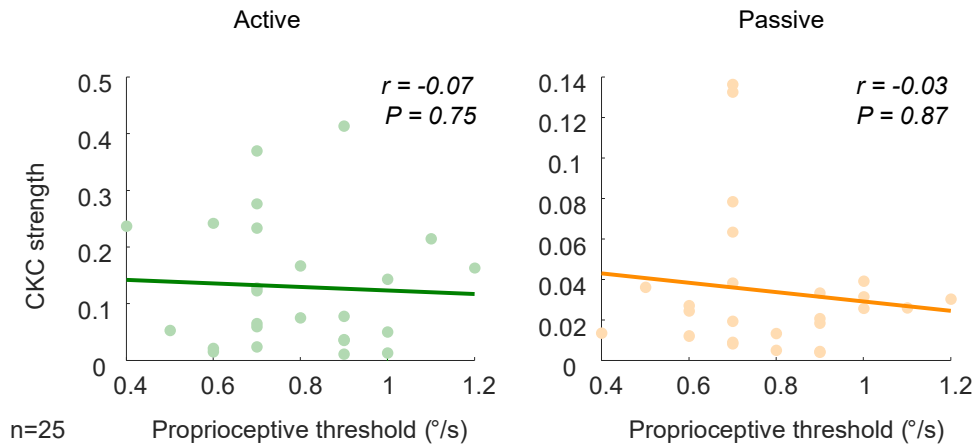 Active
Passive
r = -0.07
P = 0.75
r = -0.03
P = 0.87
CKC strength
0.5
0.4
0.3
0.2
0.1
0
0.4
0.6
0.8
1
1.2
0.14
0.12
0.1
0.08
0.06
0.04
0.02
0
0.4
0.6
0.8
1
1.2
n=25
Proprioceptive threshold (°/s)
Proprioceptive threshold (°/s)